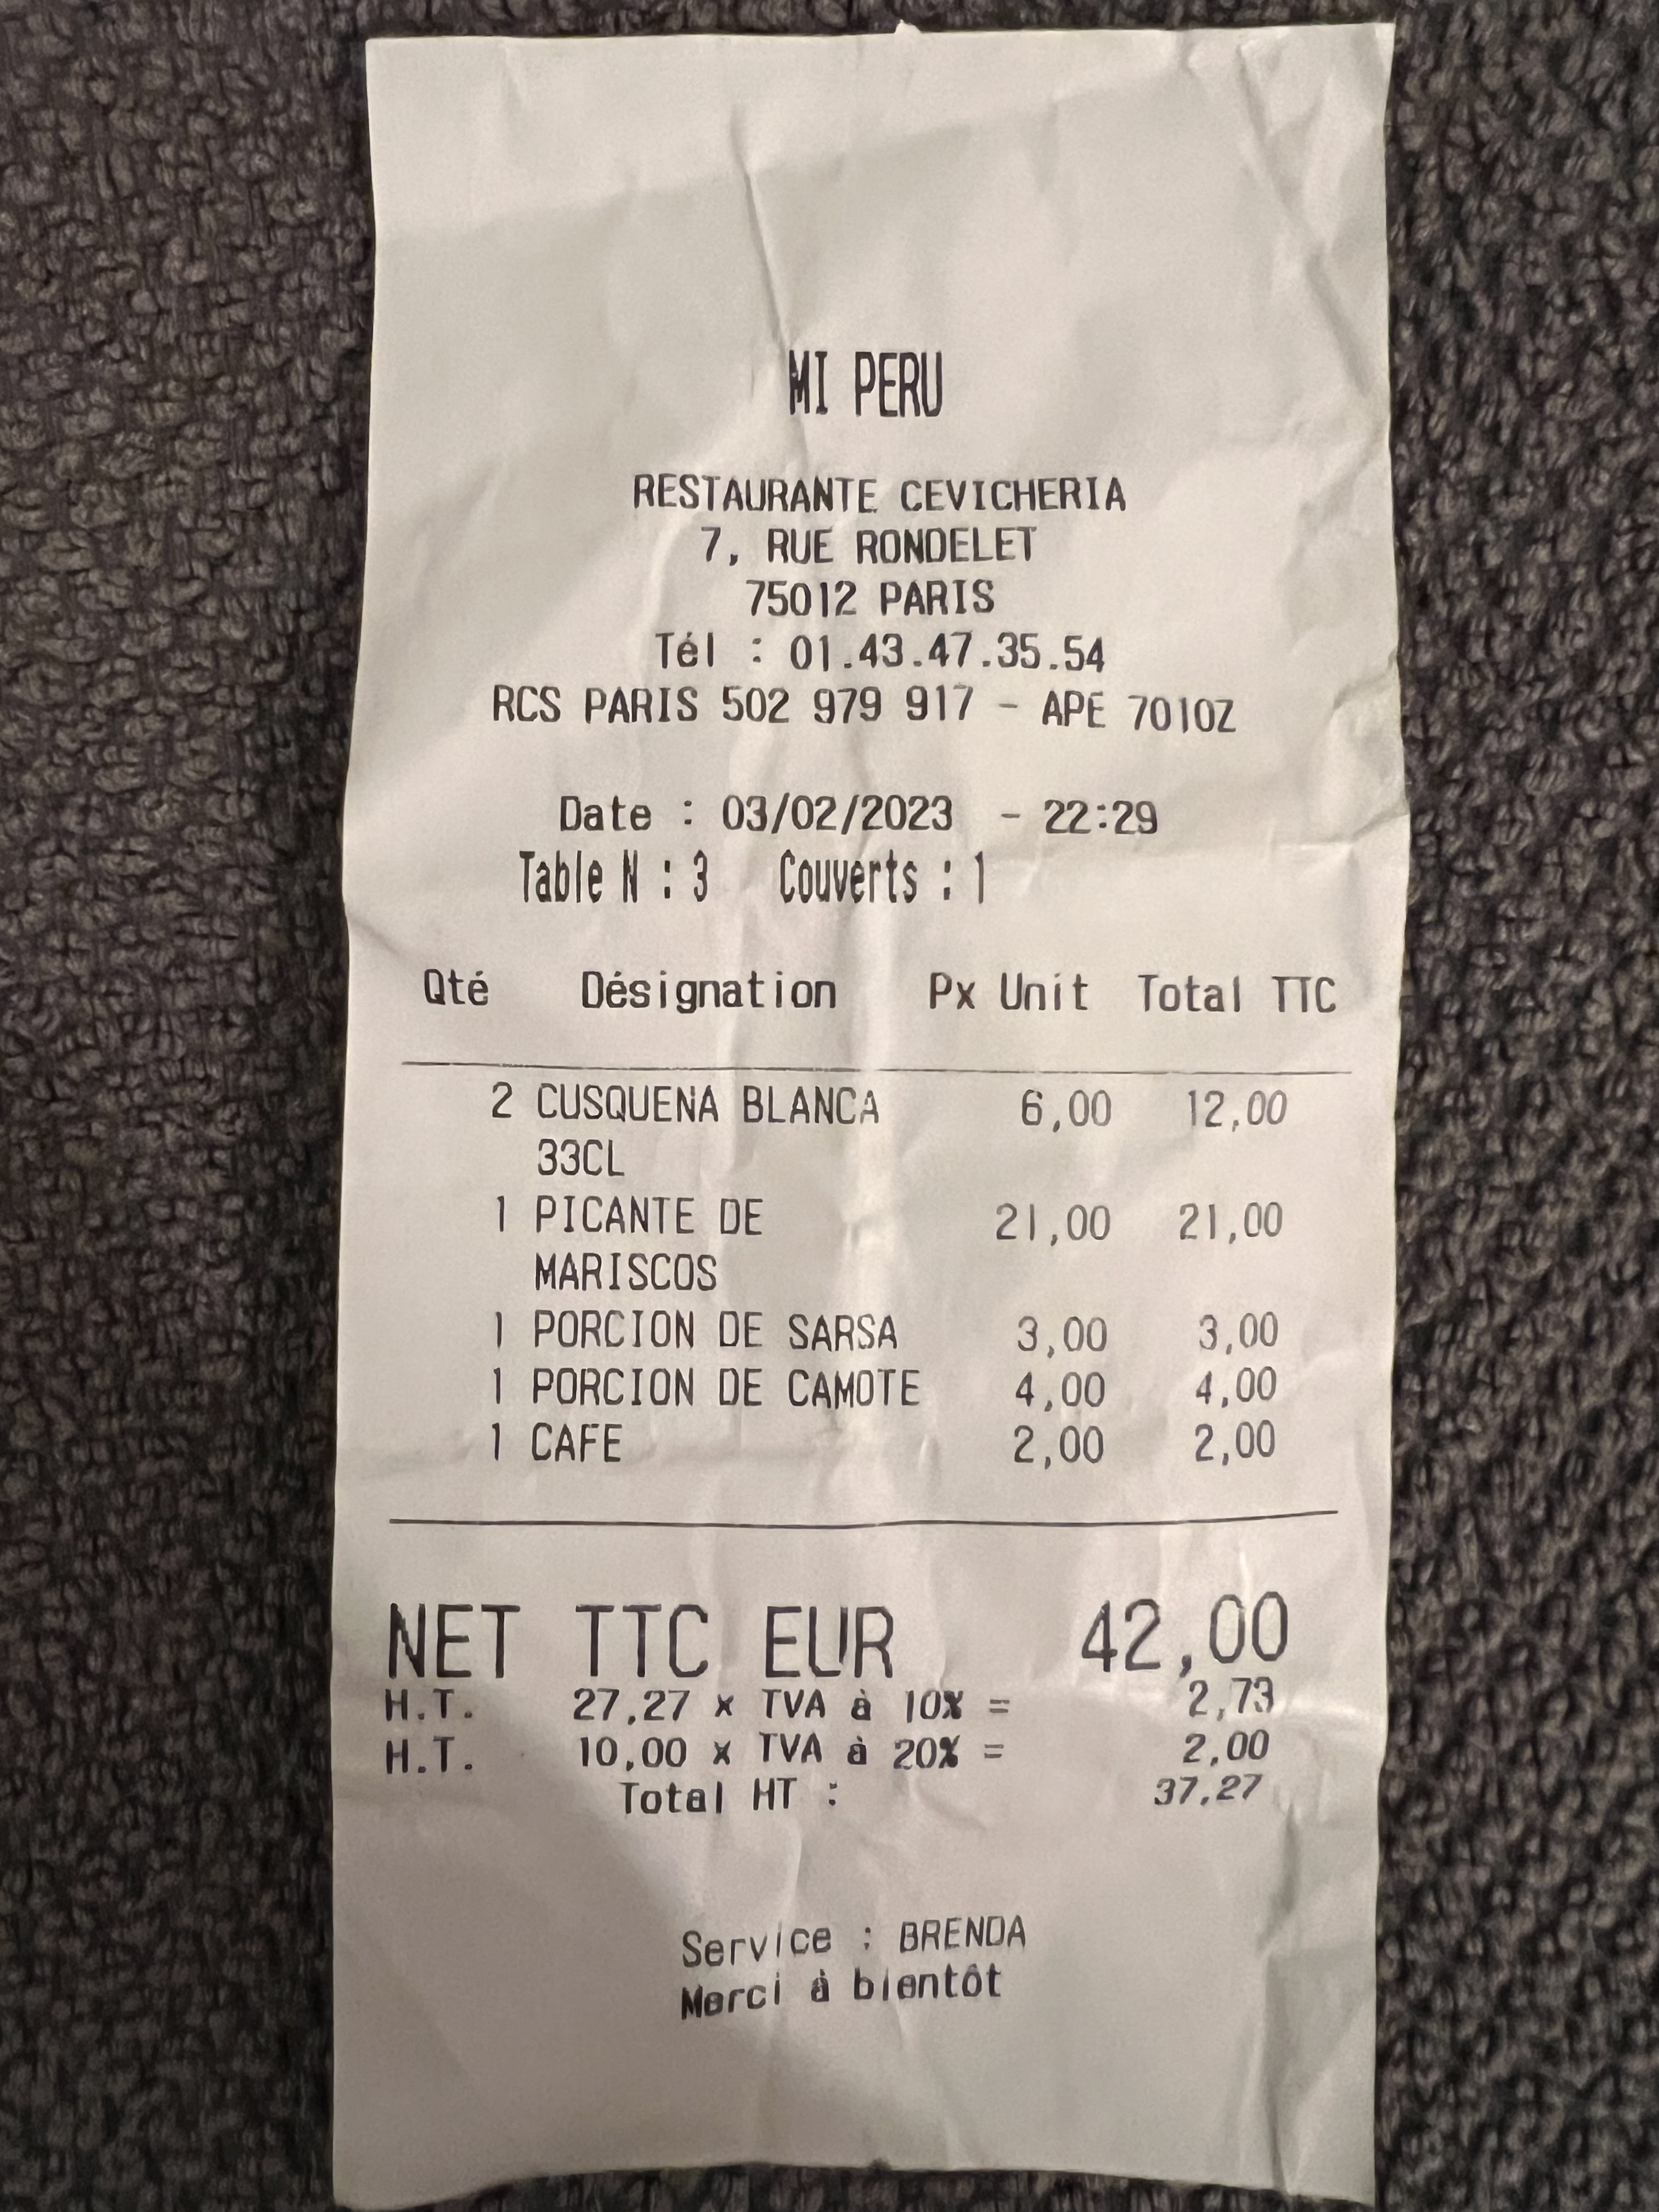 MI PERU
RESTAURANTE CEVICHERIA
7, RUE RONDELET
75012 PARIS
Tél : 01.43.47.35.54
RCS PARIS 502 979 917 - APE 7010Z
Date : 03/02/2023 - 22:29
Table N : 3 Couverts : 1
Qté Désignation Px Unit Total TTC
2 CUSQUENA BLANCA 6,00 12,00
33CL
1 PICANTE DE 21,00 21,00
MARISCOS
1 PORCION DE SARSA 3,00 3,00
1 PORCION DE CAMOTE 4,00 4,00
1 CAFE 2,00 2,00
NET TTC EUR 42,00
H.T. 27,27 x TVA à 10% = 2,73
H.T. 10,00 x TVA à 20% = 2,00
Total HT : 37,27
Service : BRENDA
Merci à bientôt